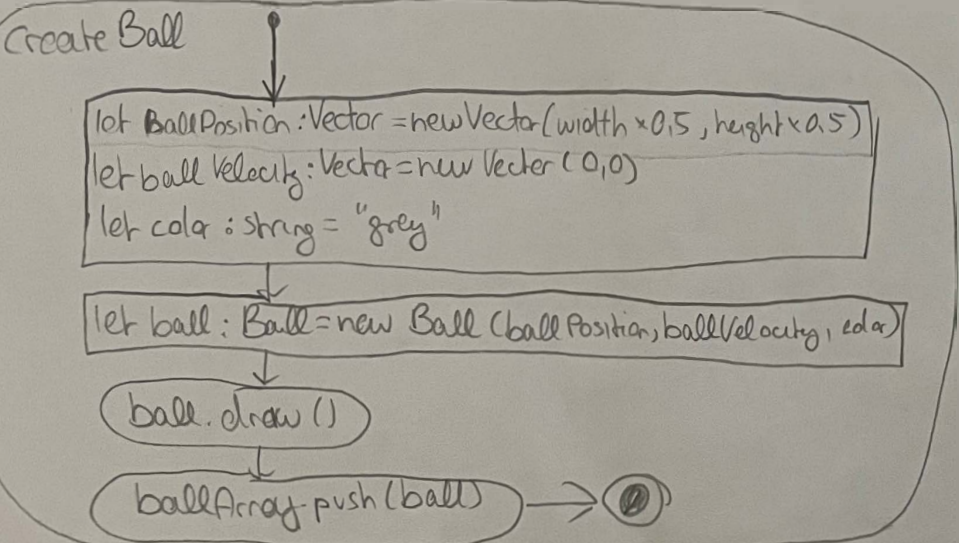 Create Ball
let BallPosition : Vector = new Vector (width × 0,5 , height × 0,5)
let ball Velocity : Vector = new Vecter (0,0)
let color : string = "grey"
let ball : Ball = new Ball (ballPosition, ballVelocity, color)
ball.draw ()
ballArray.push (ball)